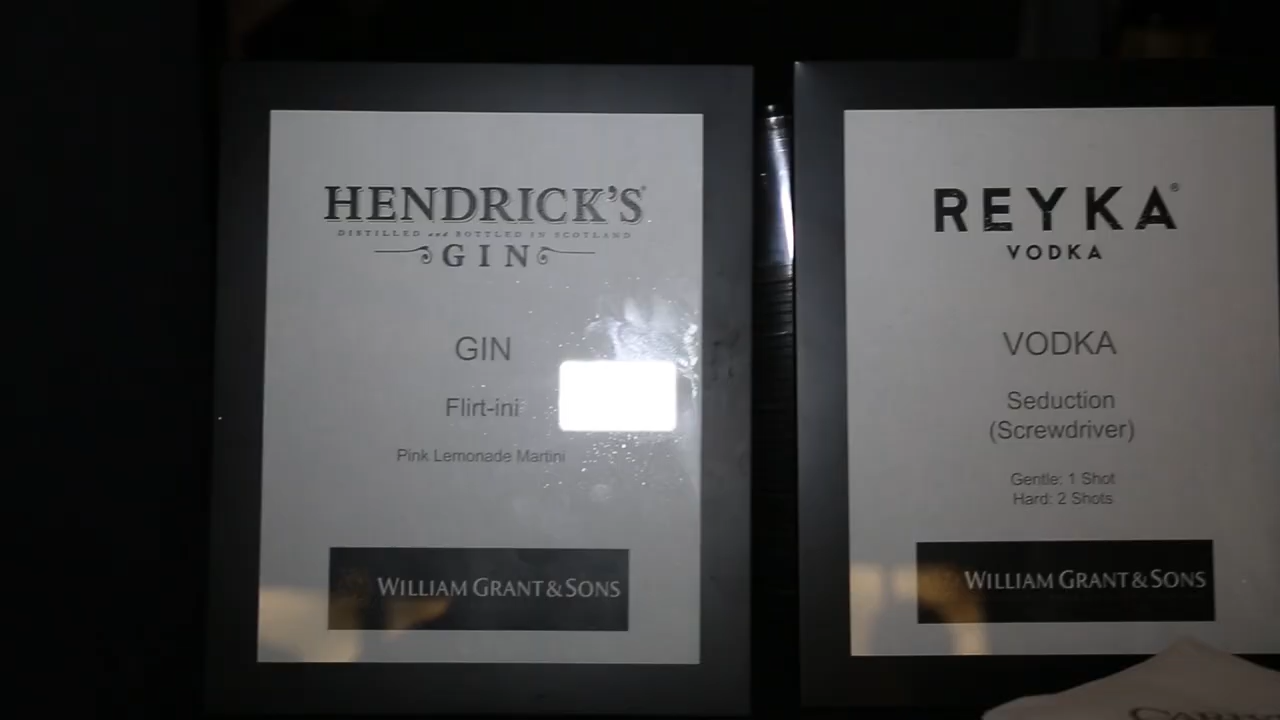 HENDRICK'S
DISTILLED and BOTTLED IN SCOTLAND
GIN
GIN
Flirt-ini
Pink Lemonade Martini
WILLIAM GRANT & SONS
REYKA®
VODKA
VODKA
Seduction
(Screwdriver)
Gentle: 1 Shot
Hard: 2 Shots
WILLIAM GRANT & SONS